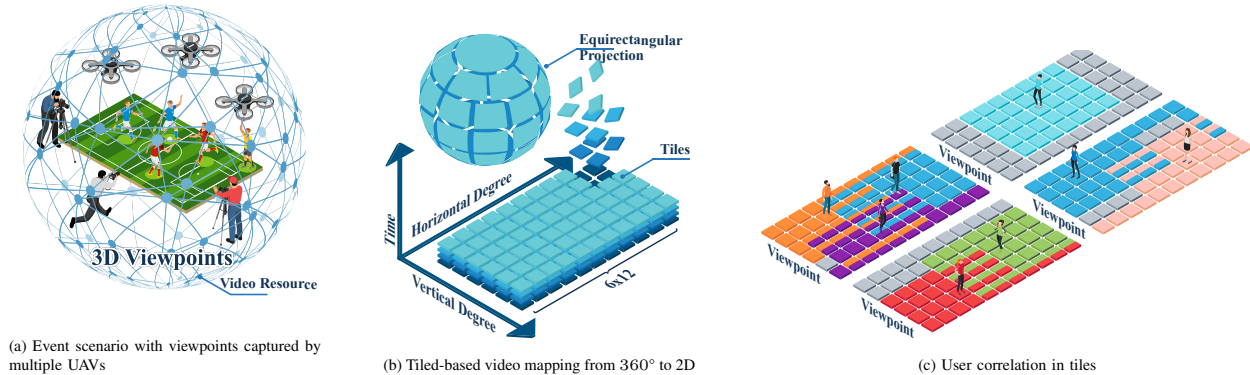 3D Viewpoints
Video Resource
(a) Event scenario with viewpoints captured by
multiple UAVs
Equirectangular
Projection
Tiles
Time
Horizontal Degree
Vertical Degree
6x12
(b) Tiled-based video mapping from 360° to 2D
Viewpoint
Viewpoint
Viewpoint
Viewpoint
(c) User correlation in tiles